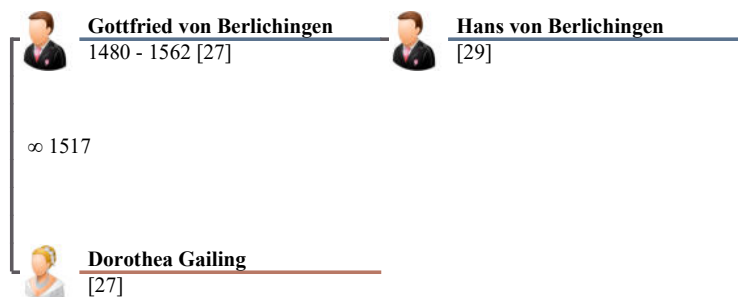 Gottfried von Berlichingen
1480 - 1562 [27]
Hans von Berlichingen
[29]
∞ 1517
Dorothea Gailing
[27]